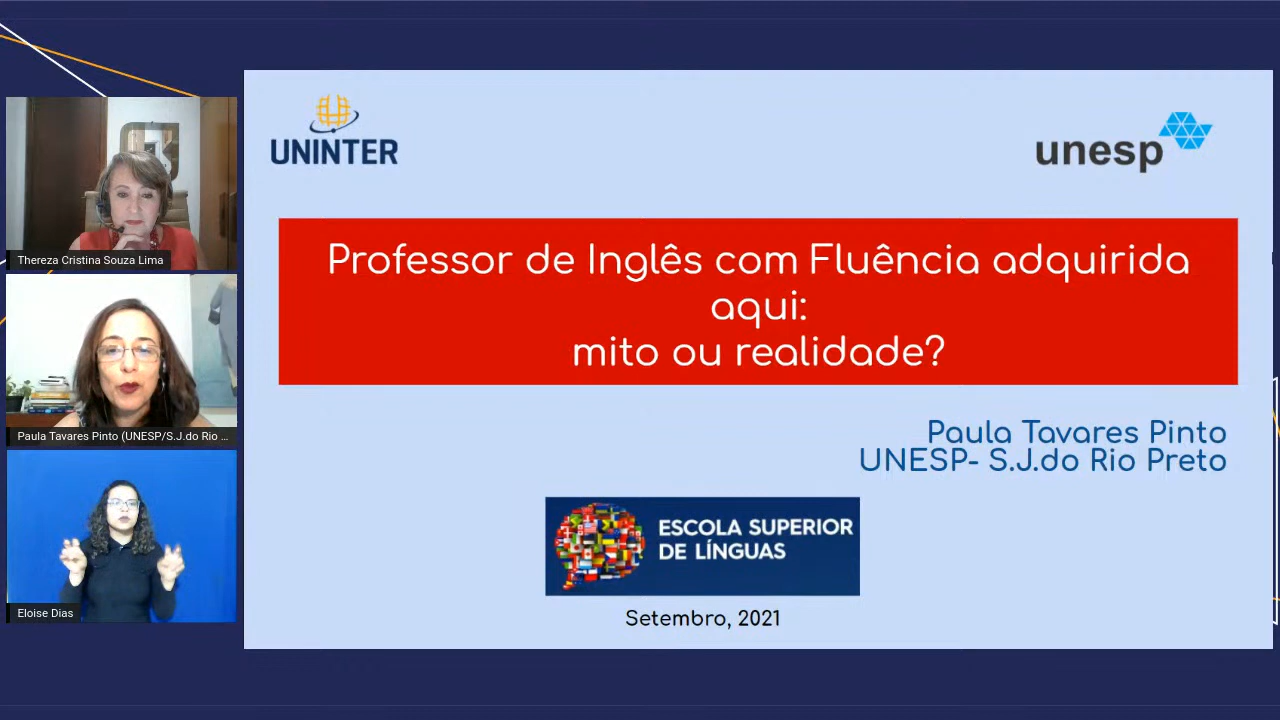 Thereza Cristina Souza Lima
Paula Tavares Pinto (UNESP/S.J.do Rio ...
Eloise Dias
UNINTER
unesp
Professor de Inglês com Fluência adquirida
aqui:
mito ou realidade?
Paula Tavares Pinto
UNESP- S.J.do Rio Preto
ESCOLA SUPERIOR
DE LÍNGUAS
Setembro, 2021